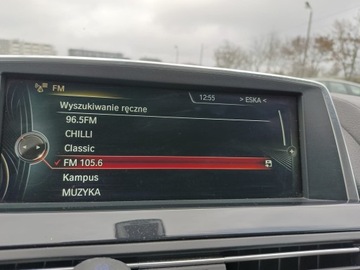 FM
12:55 > ESKA <
Wyszukiwanie ręczne
96.5FM
CHILLI
Classic
✓ FM 105.6
Kampus
MUZYKA